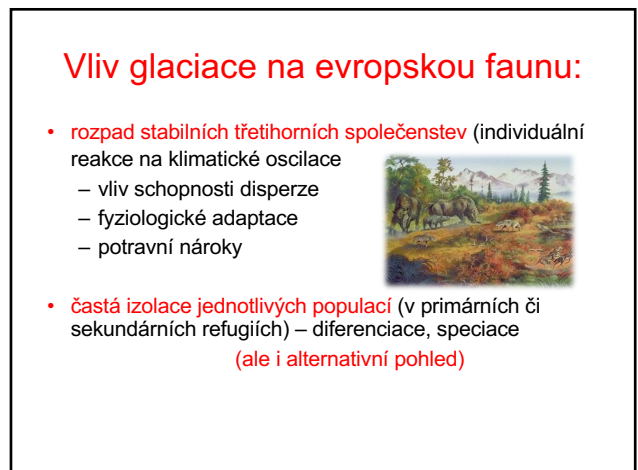 Vliv glaciace na evropskou faunu:
• rozpad stabilních třetihorních společenstev (individuální
reakce na klimatické oscilace
– vliv schopnosti disperze
– fyziologické adaptace
– potravní nároky
• častá izolace jednotlivých populací (v primárních či
sekundárních refugiích) – diferenciace, speciace
(ale i alternativní pohled)